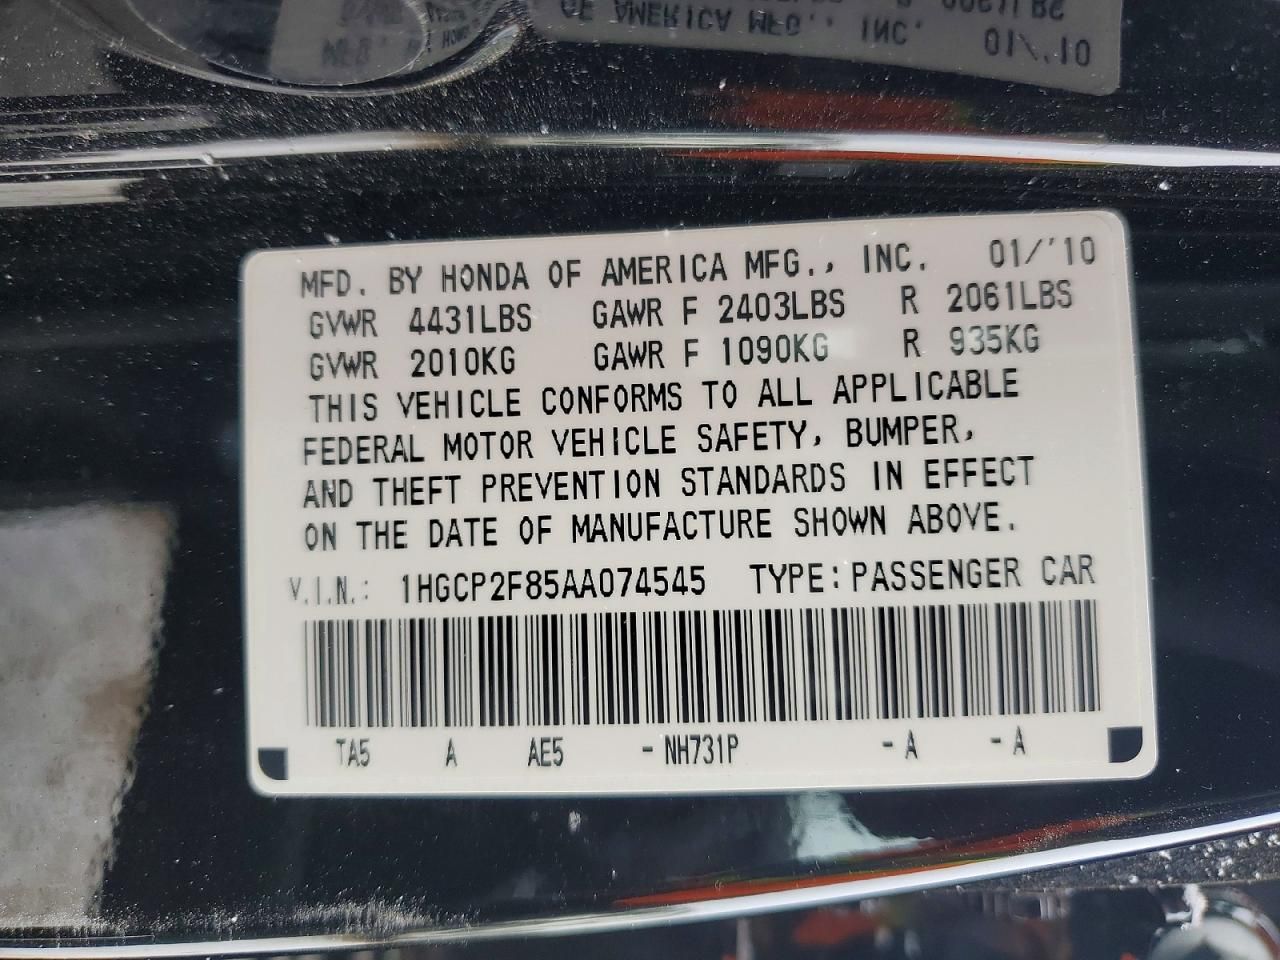 MFD. BY HONDA OF AMERICA MFG., INC. 01/'10
GVWR 4431LBS GAWR F 2403LBS R 2061LBS
GVWR 2010KG GAWR F 1090KG R 935KG
THIS VEHICLE CONFORMS TO ALL APPLICABLE
FEDERAL MOTOR VEHICLE SAFETY, BUMPER,
AND THEFT PREVENTION STANDARDS IN EFFECT
ON THE DATE OF MANUFACTURE SHOWN ABOVE.
V.I.N.: 1HGCP2F85AA074545 TYPE:PASSENGER CAR
TA5 A AE5 -NH731P -A -A